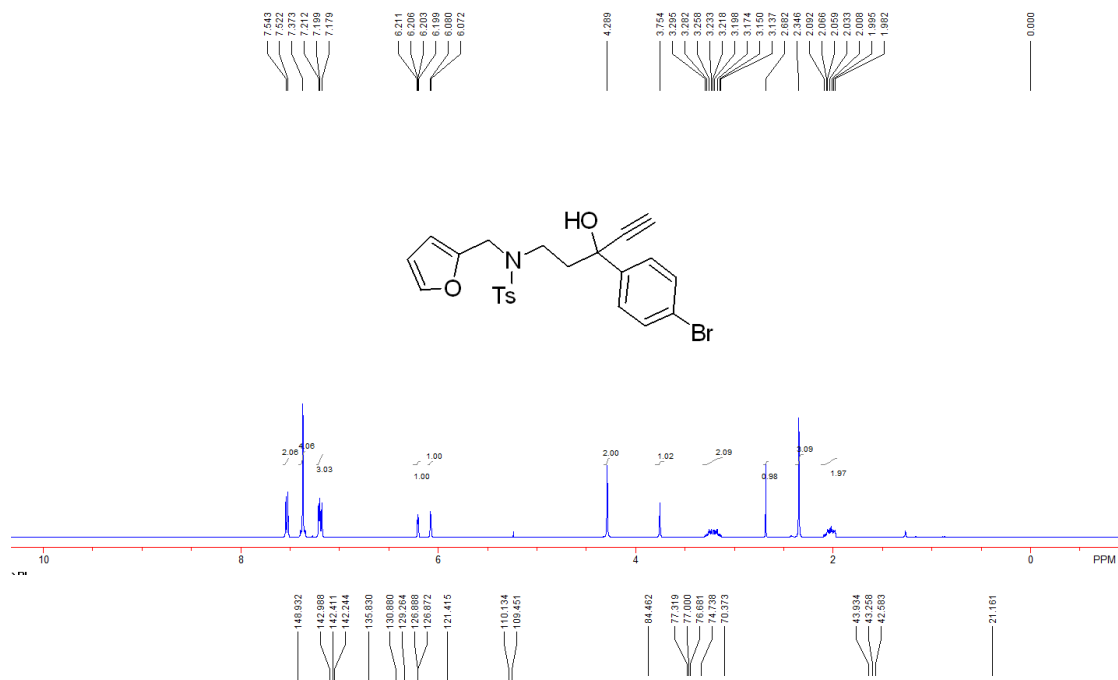 7.543 7.522 7.373 7.212 7.199 7.179 6.211 6.206 6.203 6.199 6.080 6.072 4.289 3.754 3.295 3.282 3.258 3.233 3.218 3.198 3.174 3.150 3.137 2.682 2.346 2.092 2.066 2.059 2.033 2.008 1.995 1.982 0.000
HO
N
O
Ts
Br
2.06 4.06 3.03 1.00 1.00 2.00 1.02 2.09 0.98 3.09 1.97
10 8 6 4 2 0 PPM
148.932 142.988 142.411 142.244 135.830 130.880 129.264 126.888 126.872 121.415 110.134 109.451 84.462 77.319 77.000 76.681 74.738 70.373 43.934 43.258 42.583 21.161